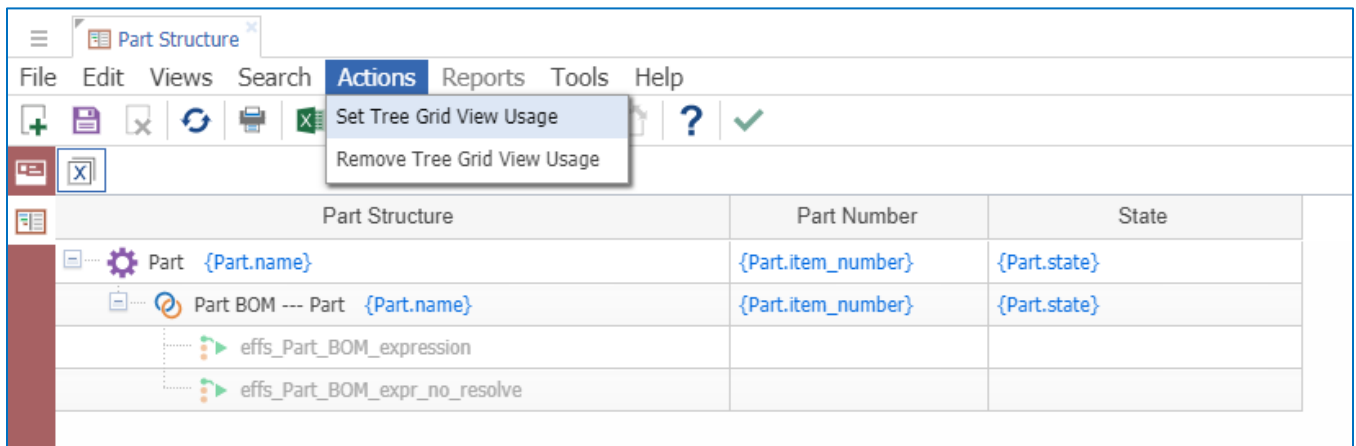 Part Structure
File Edit Views Search Actions Reports Tools Help
Set Tree Grid View Usage
Remove Tree Grid View Usage
Part Structure Part Number State
Part {Part.name} {Part.item_number} {Part.state}
Part BOM --- Part {Part.name} {Part.item_number} {Part.state}
effs_Part_BOM_expression
effs_Part_BOM_expr_no_resolve